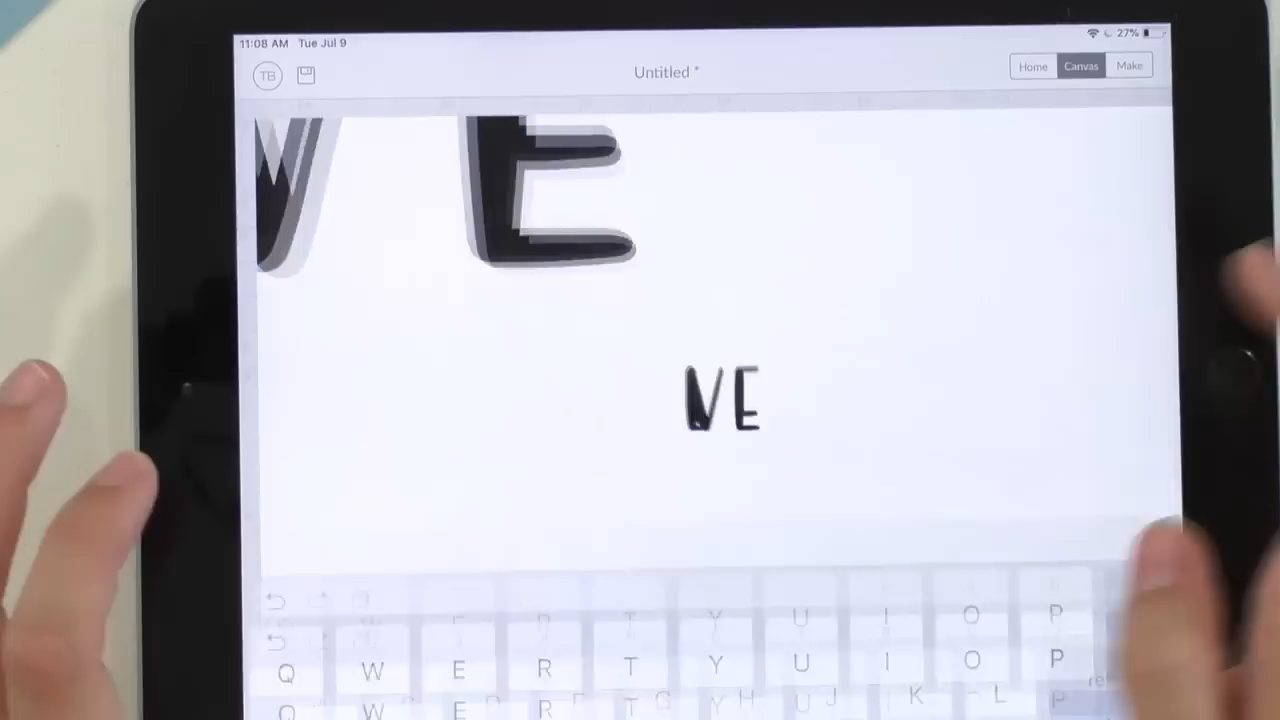 11:08 AM Tue Jul 9
27%
TB
Untitled *
Home Canvas Make
VE
VE
Q W E R T Y U I O P
G H J K L